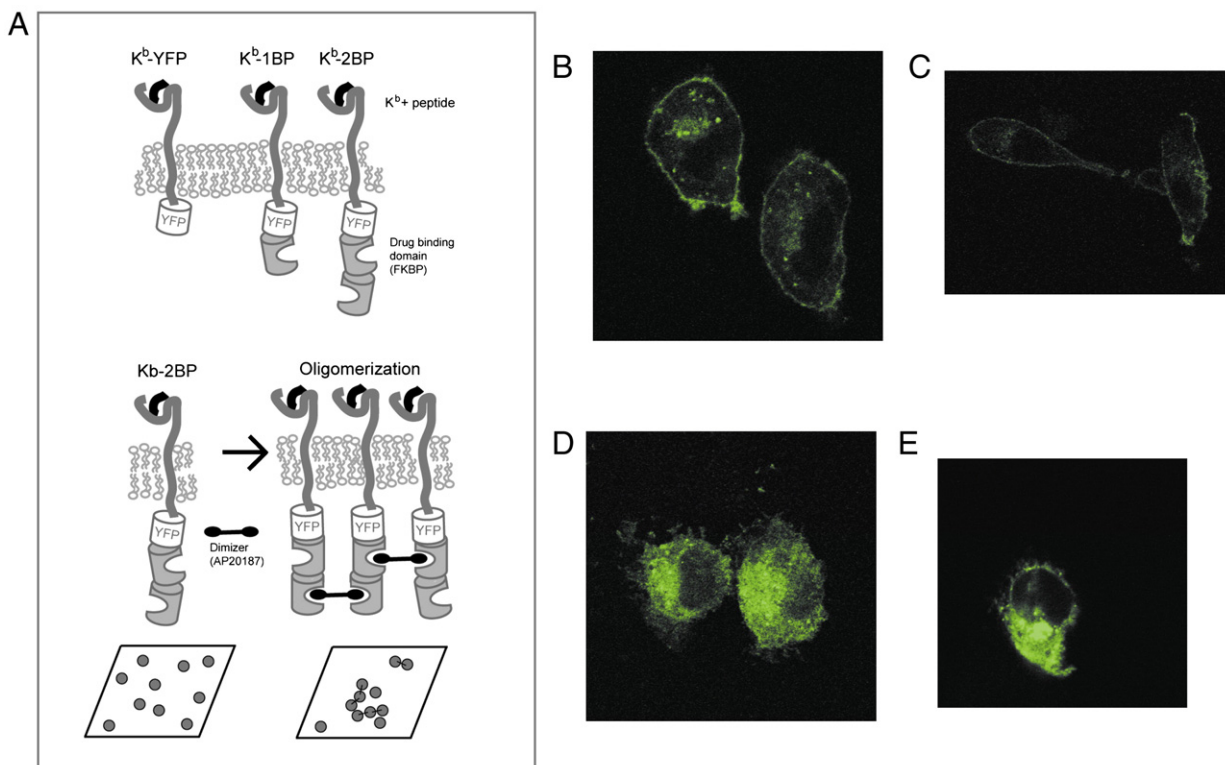 A
K^b-YFP
K^b-1BP
K^b-2BP
K^b+ peptide
YFP
YFP
YFP
Drug binding
domain
(FKBP)
Kb-2BP
Oligomerization
YFP
YFP
YFP
YFP
Dimizer
(AP20187)
B
C
D
E